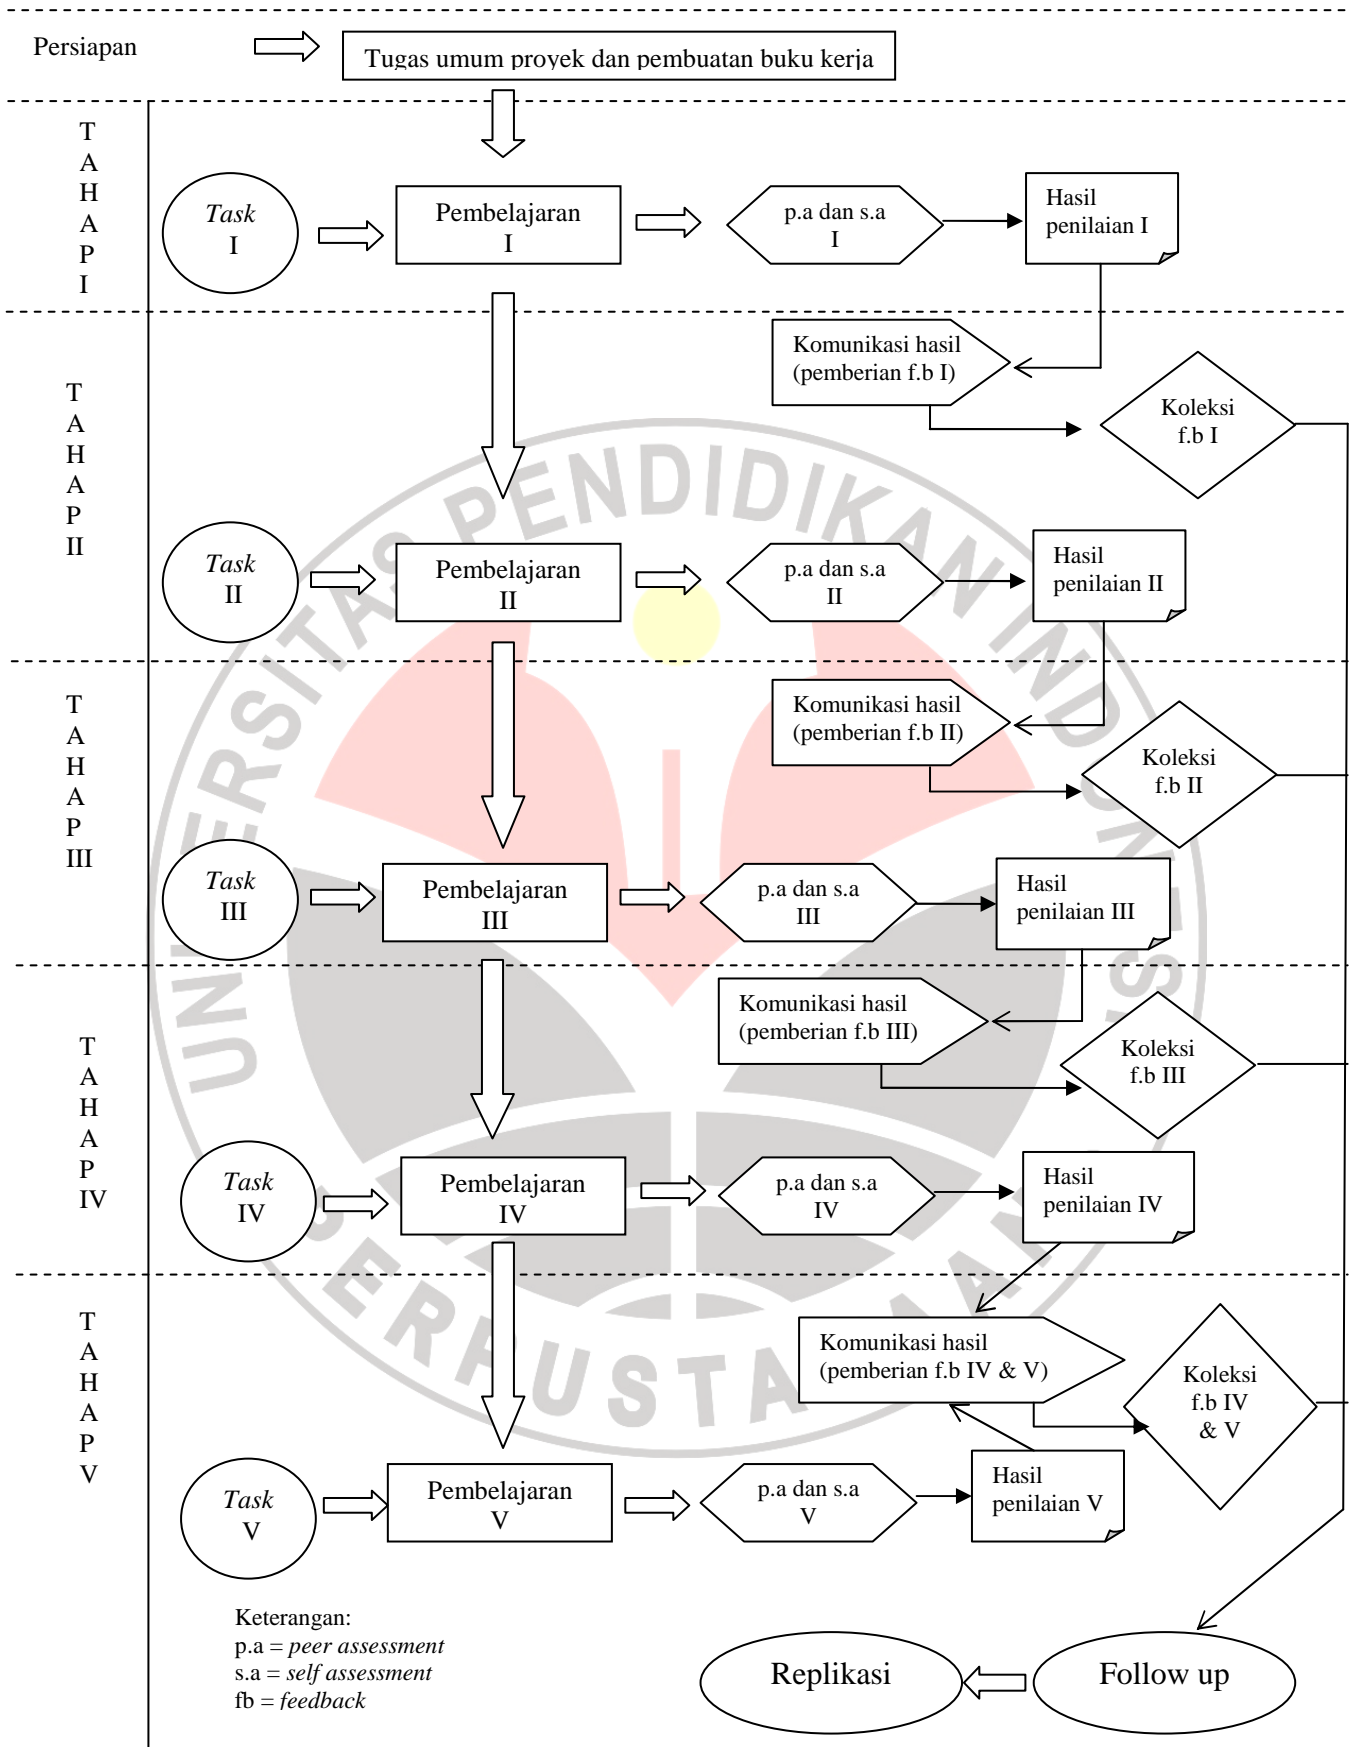 Persiapan
Tugas umum proyek dan pembuatan buku kerja
T
A
H
A
P
I
Task
I
Pembelajaran
I
p.a dan s.a
I
Hasil
penilaian I
Komunikasi hasil
(pemberian f.b I)
Koleksi
f.b I
T
A
H
A
P
II
Task
II
Pembelajaran
II
p.a dan s.a
II
Hasil
penilaian II
Komunikasi hasil
(pemberian f.b II)
Koleksi
f.b II
T
A
H
A
P
III
Task
III
Pembelajaran
III
p.a dan s.a
III
Hasil
penilaian III
Komunikasi hasil
(pemberian f.b III)
Koleksi
f.b III
T
A
H
A
P
IV
Task
IV
Pembelajaran
IV
p.a dan s.a
IV
Hasil
penilaian IV
Komunikasi hasil
(pemberian f.b IV & V)
Koleksi
f.b IV
& V
T
A
H
A
P
V
Task
V
Pembelajaran
V
p.a dan s.a
V
Hasil
penilaian V
Keterangan:
p.a = peer assessment
s.a = self assessment
fb = feedback
Replikasi
Follow up
UNIVERSITAS PENDIDIKAN INDONESIA
PERPUSTAKAAN